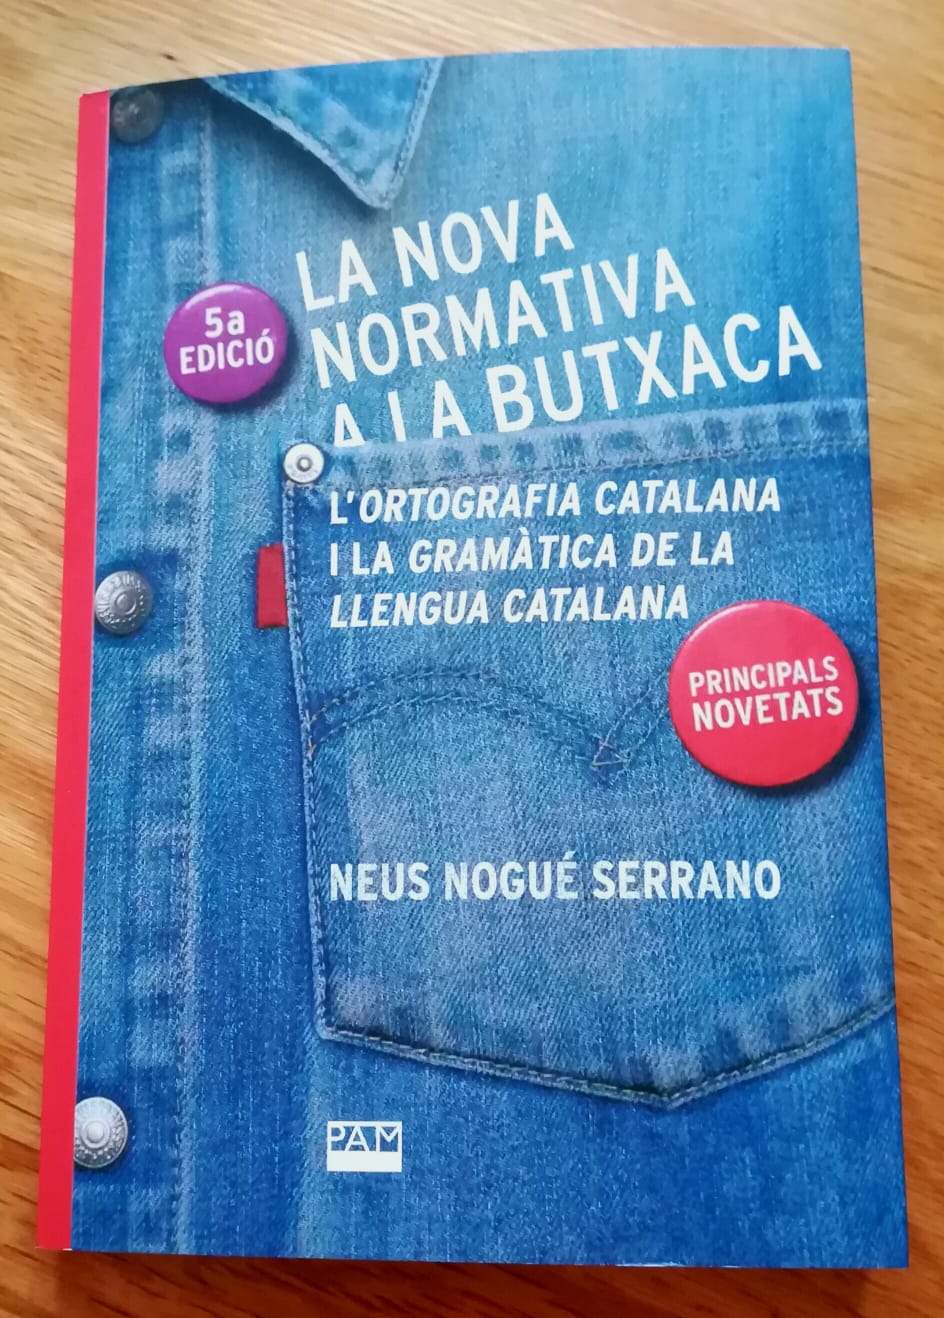 LA NOVA
NORMATIVA
A LA BUTXACA
5a
EDICIÓ
L'ORTOGRAFIA CATALANA
I LA GRAMÀTICA DE LA
LLENGUA CATALANA
PRINCIPALS
NOVETATS
NEUS NOGUÉ SERRANO
PAM